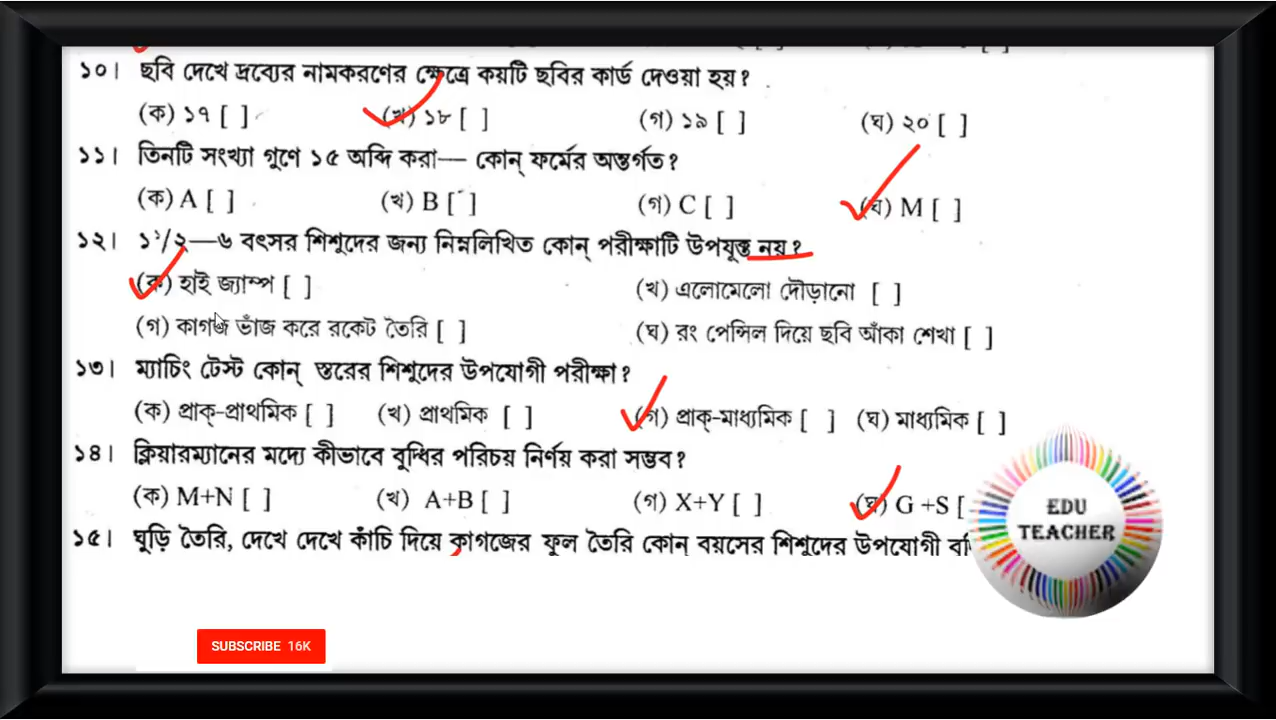 ১০। ছবি দেখে দ্রব্যের নামকরণের ক্ষেত্রে কয়টি ছবির কার্ড দেওয়া হয়?
(ক) ১৭ [ ] (খ) ১৮ [ ] (গ) ১৯ [ ] (ঘ) ২০ [ ]
১১। তিনটি সংখ্যা গুণে ১৫ অব্দি করা— কোন্ ফর্মের অন্তর্গত?
(ক) A [ ] (খ) B [ ] (গ) C [ ] (ঘ) M [ ]
১২। ১ ১/২—৬ বৎসর শিশুদের জন্য নিম্নলিখিত কোন্ পরীক্ষাটি উপযুক্ত নয়?
(ক) হাই জ্যাম্প [ ] (খ) এলোমেলো দৌড়ানো [ ]
(গ) কাগজ ভাঁজ করে রকেট তৈরি [ ] (ঘ) রং পেন্সিল দিয়ে ছবি আঁকা শেখা [ ]
১৩। ম্যাচিং টেস্ট কোন্ স্তরের শিশুদের উপযোগী পরীক্ষা?
(ক) প্রাক্-প্রাথমিক [ ] (খ) প্রাথমিক [ ] (গ) প্রাক্-মাধ্যমিক [ ] (ঘ) মাধ্যমিক [ ]
১৪। ক্লিয়ারম্যানের মদ্যে কীভাবে বুদ্ধির পরিচয় নির্ণয় করা সম্ভব?
(ক) M+N [ ] (খ) A+B [ ] (গ) X+Y [ ] (ঘ) G +S [
১৫। ঘুড়ি তৈরি, দেখে দেখে কাঁচি দিয়ে কাগজের ফুল তৈরি কোন্ বয়সের শিশুদের উপযোগী
EDU
TEACHER
SUBSCRIBE 16K